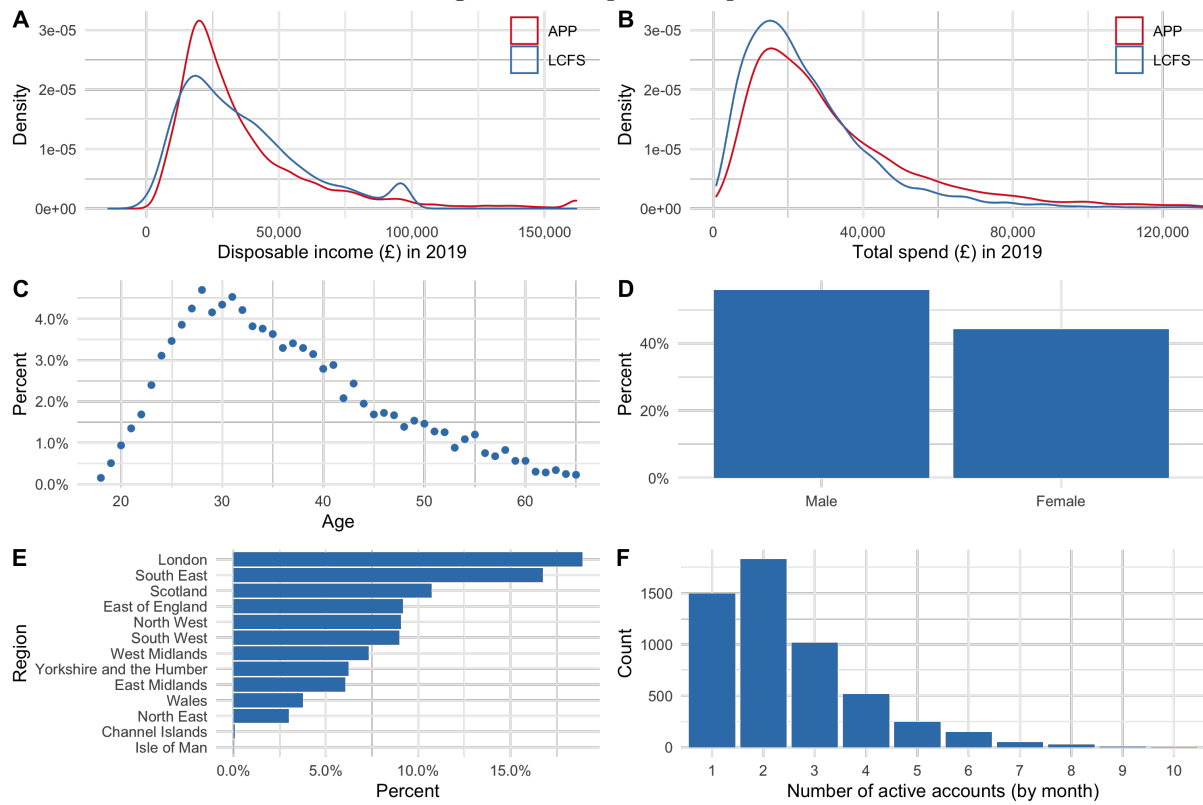 A
3e-05
2e-05
1e-05
0e+00
Density
APP
LCFS
0
50,000
100,000
150,000
Disposable income (£) in 2019
B
3e-05
2e-05
1e-05
0e+00
Density
APP
LCFS
0
40,000
80,000
120,000
Total spend (£) in 2019
C
4.0%
3.0%
2.0%
1.0%
0.0%
Percent
20
30
40
50
60
Age
D
40%
20%
0%
Percent
Male
Female
E
Region
London
South East
Scotland
East of England
North West
South West
West Midlands
Yorkshire and the Humber
East Midlands
Wales
North East
Channel Islands
Isle of Man
0.0%
5.0%
10.0%
15.0%
Percent
F
1500
1000
500
0
Count
1
2
3
4
5
6
7
8
9
10
Number of active accounts (by month)